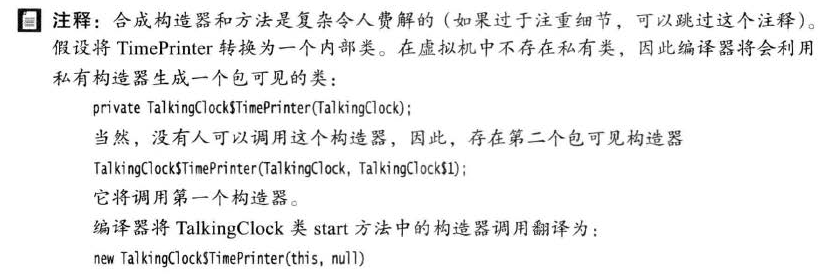 注释：合成构造器和方法是复杂令人费解的（如果过于注重细节，可以跳过这个注释）。
假设将 TimePrinter 转换为一个内部类。在虚拟机中不存在私有类，因此编译器将会利用
私有构造器生成一个包可见的类：
private TalkingClock$TimePrinter(TalkingClock);
当然，没有人可以调用这个构造器，因此，存在第二个包可见构造器
TalkingClock$TimePrinter(TalkingClock, TalkingClock$1);
它将调用第一个构造器。
编译器将 TalkingClock 类 start 方法中的构造器调用翻译为：
new TalkingClock$TimePrinter(this, null)